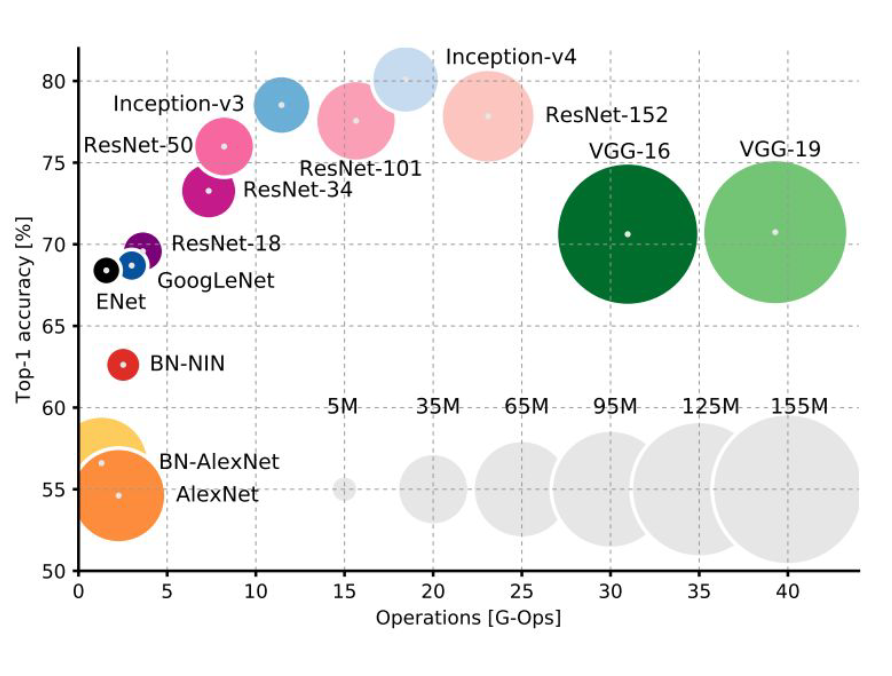 Inception-v4
80
Inception-v3
ResNet-152
ResNet-50
VGG-16
VGG-19
75
ResNet-101
ResNet-34
Top-1 accuracy [%]
70
ResNet-18
GoogLeNet
ENet
65
BN-NIN
60
5M 35M 65M 95M 125M 155M
BN-AlexNet
55
AlexNet
50
0 5 10 15 20 25 30 35 40
Operations [G-Ops]